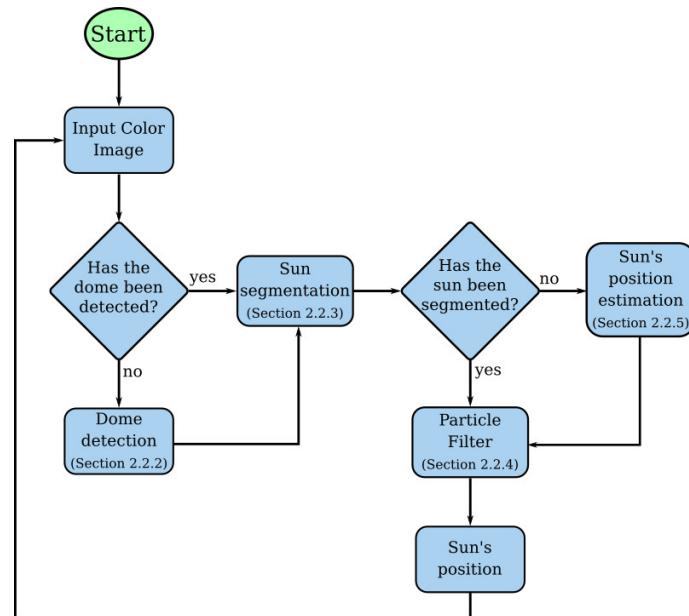 Start
Input Color
Image
Has the
dome been
detected?
yes
no
Dome
detection
(Section 2.2.2)
Sun
segmentation
(Section 2.2.3)
Has the
sun been
segmented?
no
yes
Sun's
position
estimation
(Section 2.2.5)
Particle
Filter
(Section 2.2.4)
Sun's
position